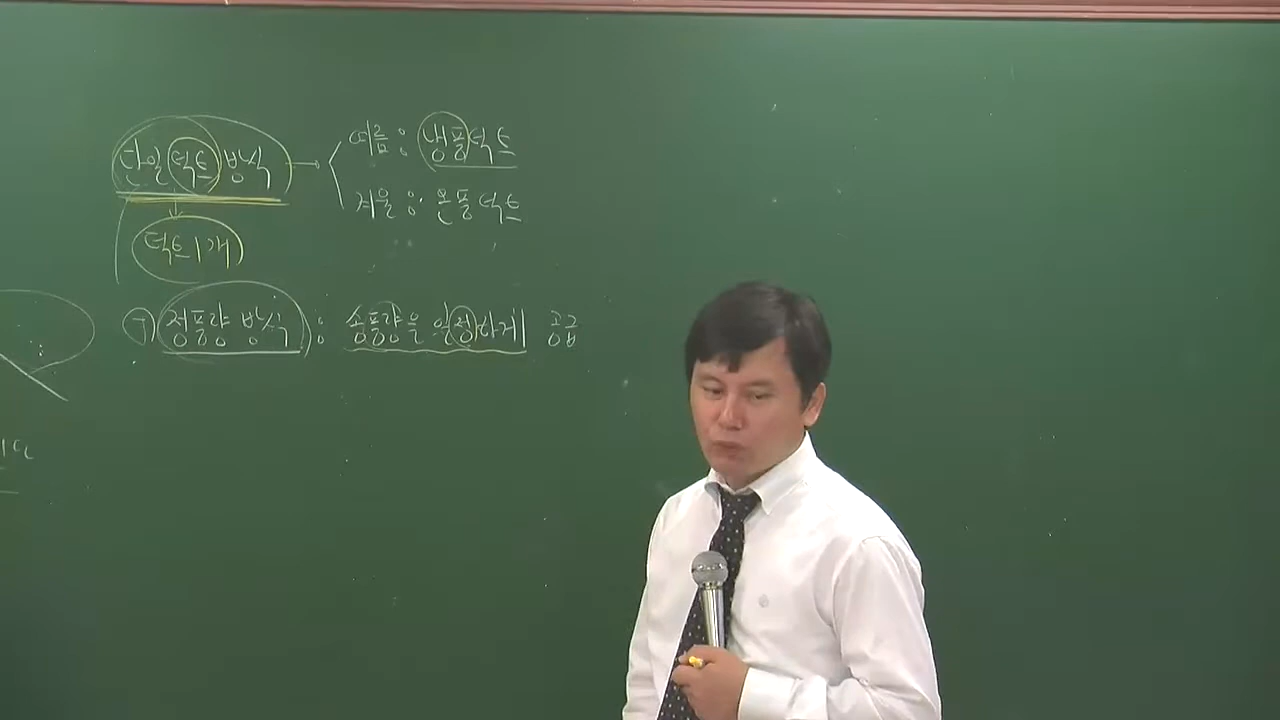 단일덕트방식 → 여름 : 냉풍덕트
겨울 : 온풍덕트
덕트 1개
ㄱ) 정풍량 방식 : 송풍량을 일정하게 공급